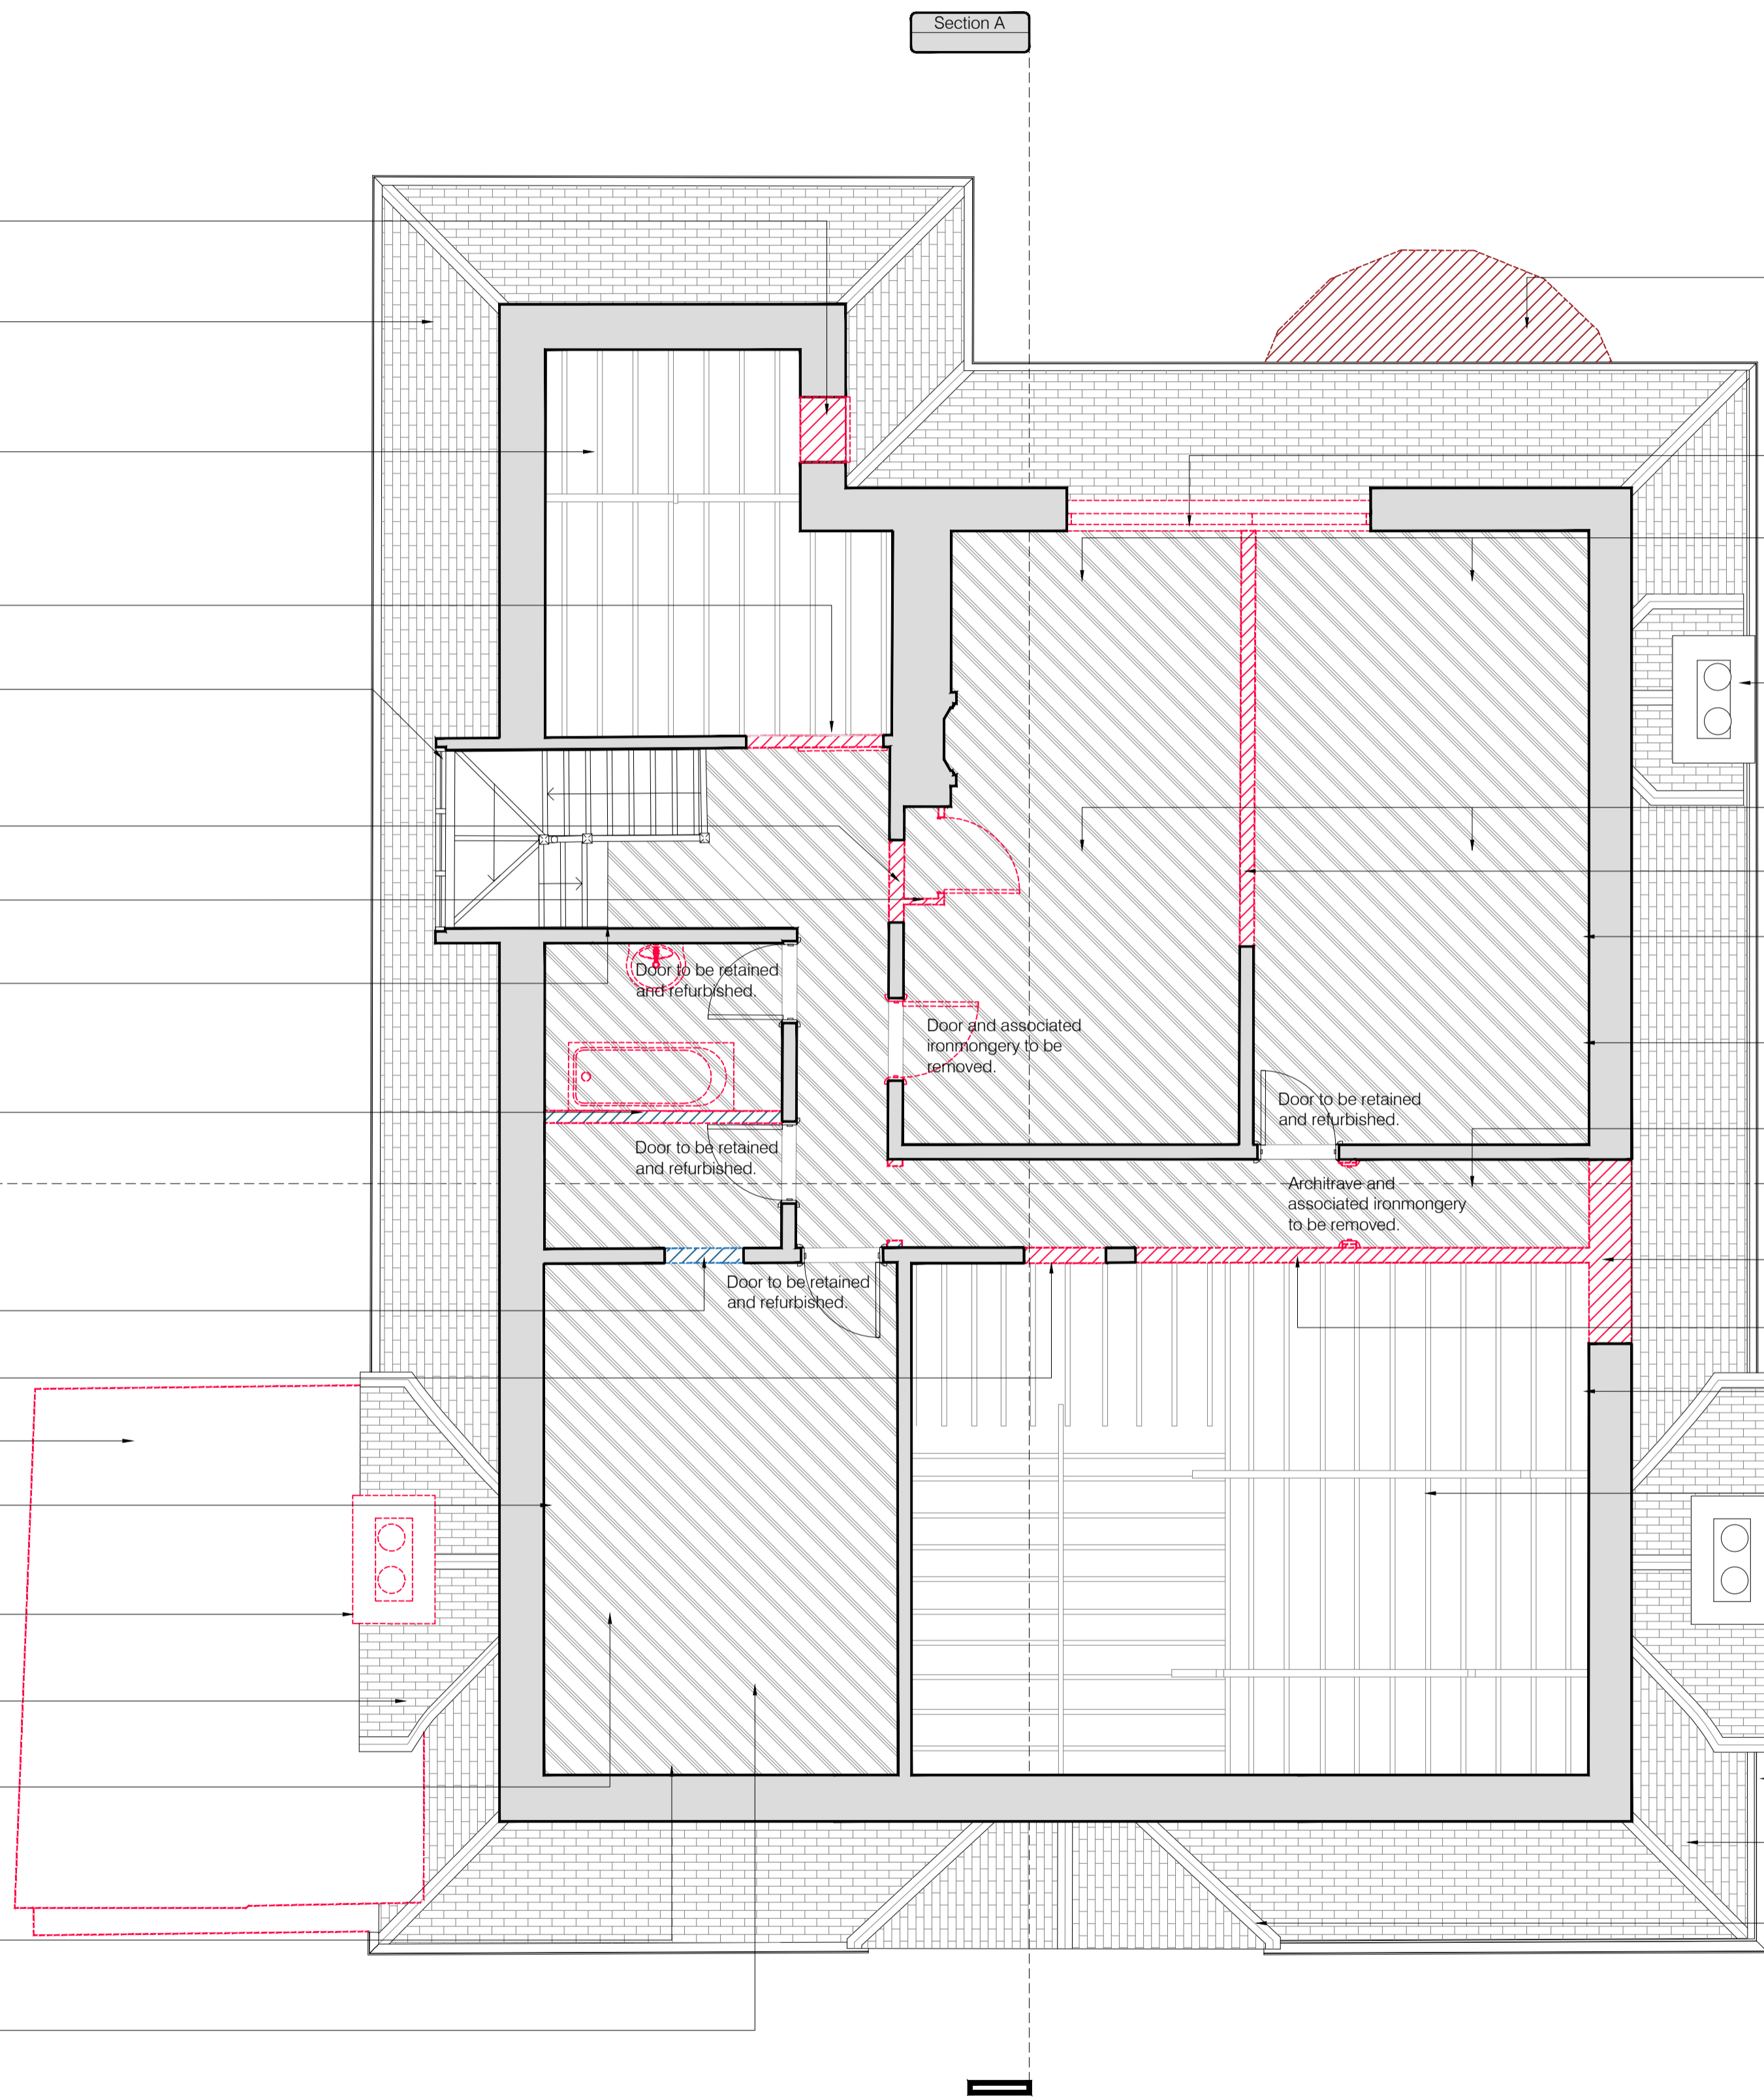 Section A
Door to be retained
and refurbished.
Door and associated
ironmongery to be
removed.
Door to be retained
and refurbished.
Door to be retained
and refurbished.
Architrave and
associated ironmongery
to be removed.
Door to be retained
and refurbished.